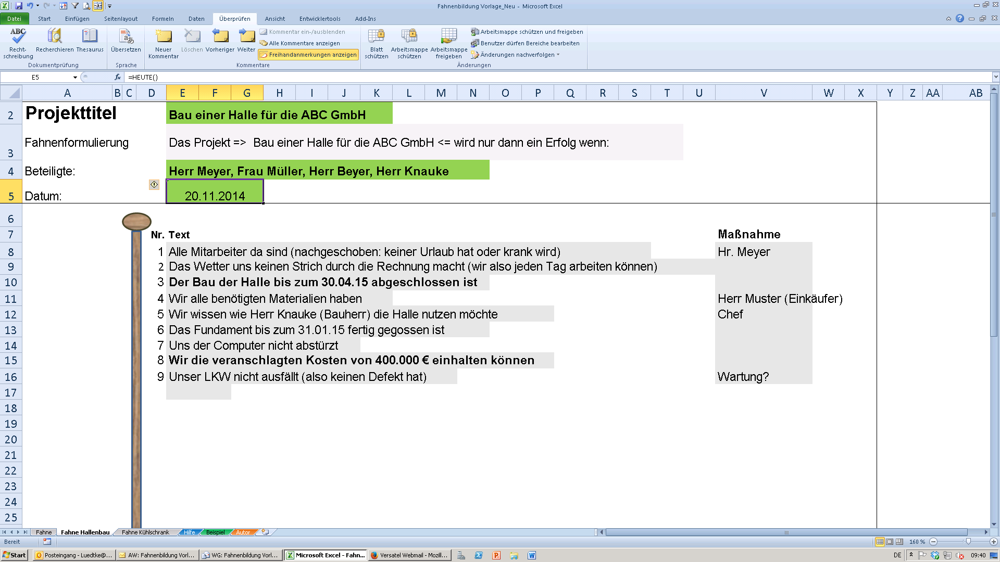 Fahnenbildung Vorlage_Neu - Microsoft Excel
Datei Start Einfügen Seitenlayout Formeln Daten Überprüfen Ansicht Entwicklertools Add-Ins
ABC Recht-schreibung Recherchieren Thesaurus
Dokumentprüfung
Übersetzen
Sprache
Neuer Kommentar Löschen Vorheriger Weiter
Kommentar ein-/ausblenden
Alle Kommentare anzeigen
Freihandanmerkungen anzeigen
Kommentare
Blatt schützen Arbeitsmappe schützen Arbeitsmappe freigeben
Arbeitsmappe schützen und freigeben
Benutzer dürfen Bereiche bearbeiten
Änderungen nachverfolgen
Änderungen
E5 fx =HEUTE()
A B C D E F G H I J K L M N O P Q R S T U V W X Y Z AA AB
2 Projekttitel Bau einer Halle für die ABC GmbH
3 Fahnenformulierung Das Projekt => Bau einer Halle für die ABC GmbH <= wird nur dann ein Erfolg wenn:
4 Beteiligte: Herr Meyer, Frau Müller, Herr Beyer, Herr Knauke
5 Datum: 20.11.2014
6
7 Nr. Text Maßnahme
8 1 Alle Mitarbeiter da sind (nachgeschoben: keiner Urlaub hat oder krank wird) Hr. Meyer
9 2 Das Wetter uns keinen Strich durch die Rechnung macht (wir also jeden Tag arbeiten können)
10 3 Der Bau der Halle bis zum 30.04.15 abgeschlossen ist
11 4 Wir alle benötigten Materialien haben Herr Muster (Einkäufer)
12 5 Wir wissen wie Herr Knauke (Bauherr) die Halle nutzen möchte Chef
13 6 Das Fundament bis zum 31.01.15 fertig gegossen ist
14 7 Uns der Computer nicht abstürzt
15 8 Wir die veranschlagten Kosten von 400.000 € einhalten können
16 9 Unser LKW nicht ausfällt (also keinen Defekt hat) Wartung?
17
18
19
20
21
22
23
24
25
Fahne Fahne Hallenbau Fahne Kühlschrank Hilfe Beispiel Autor
Bereit 160 %
Start Posteingang - Luedtke@... AW: Fahnenbildung Vorl... WG: Fahnenbildung Vorl... Microsoft Excel - Fahn... Versatel Webmail - Mozill... DE 09:40